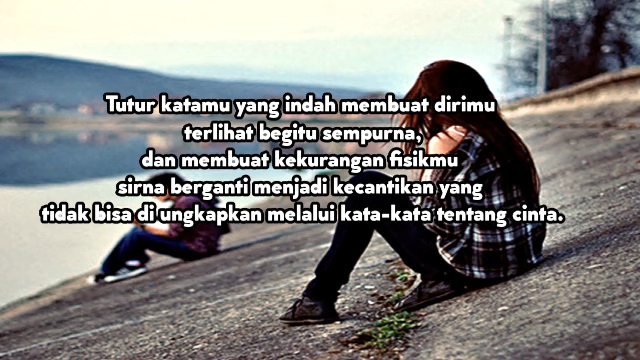 Tutur katamu yang indah membuat dirimu
terlihat begitu sempurna,
dan membuat kekurangan fisikmu
sirna berganti menjadi kecantikan yang
tidak bisa di ungkapkan melalui kata-kata tentang cinta.